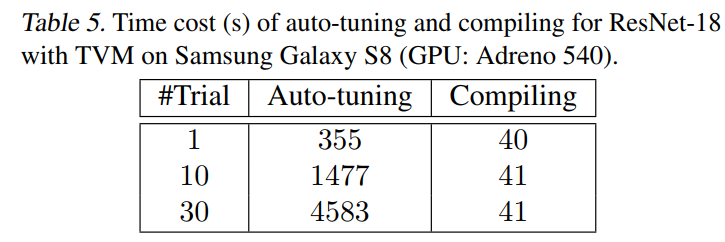 Table 5. Time cost (s) of auto-tuning and compiling for ResNet-18
with TVM on Samsung Galaxy S8 (GPU: Adreno 540).
#Trial Auto-tuning Compiling
1 355 40
10 1477 41
30 4583 41